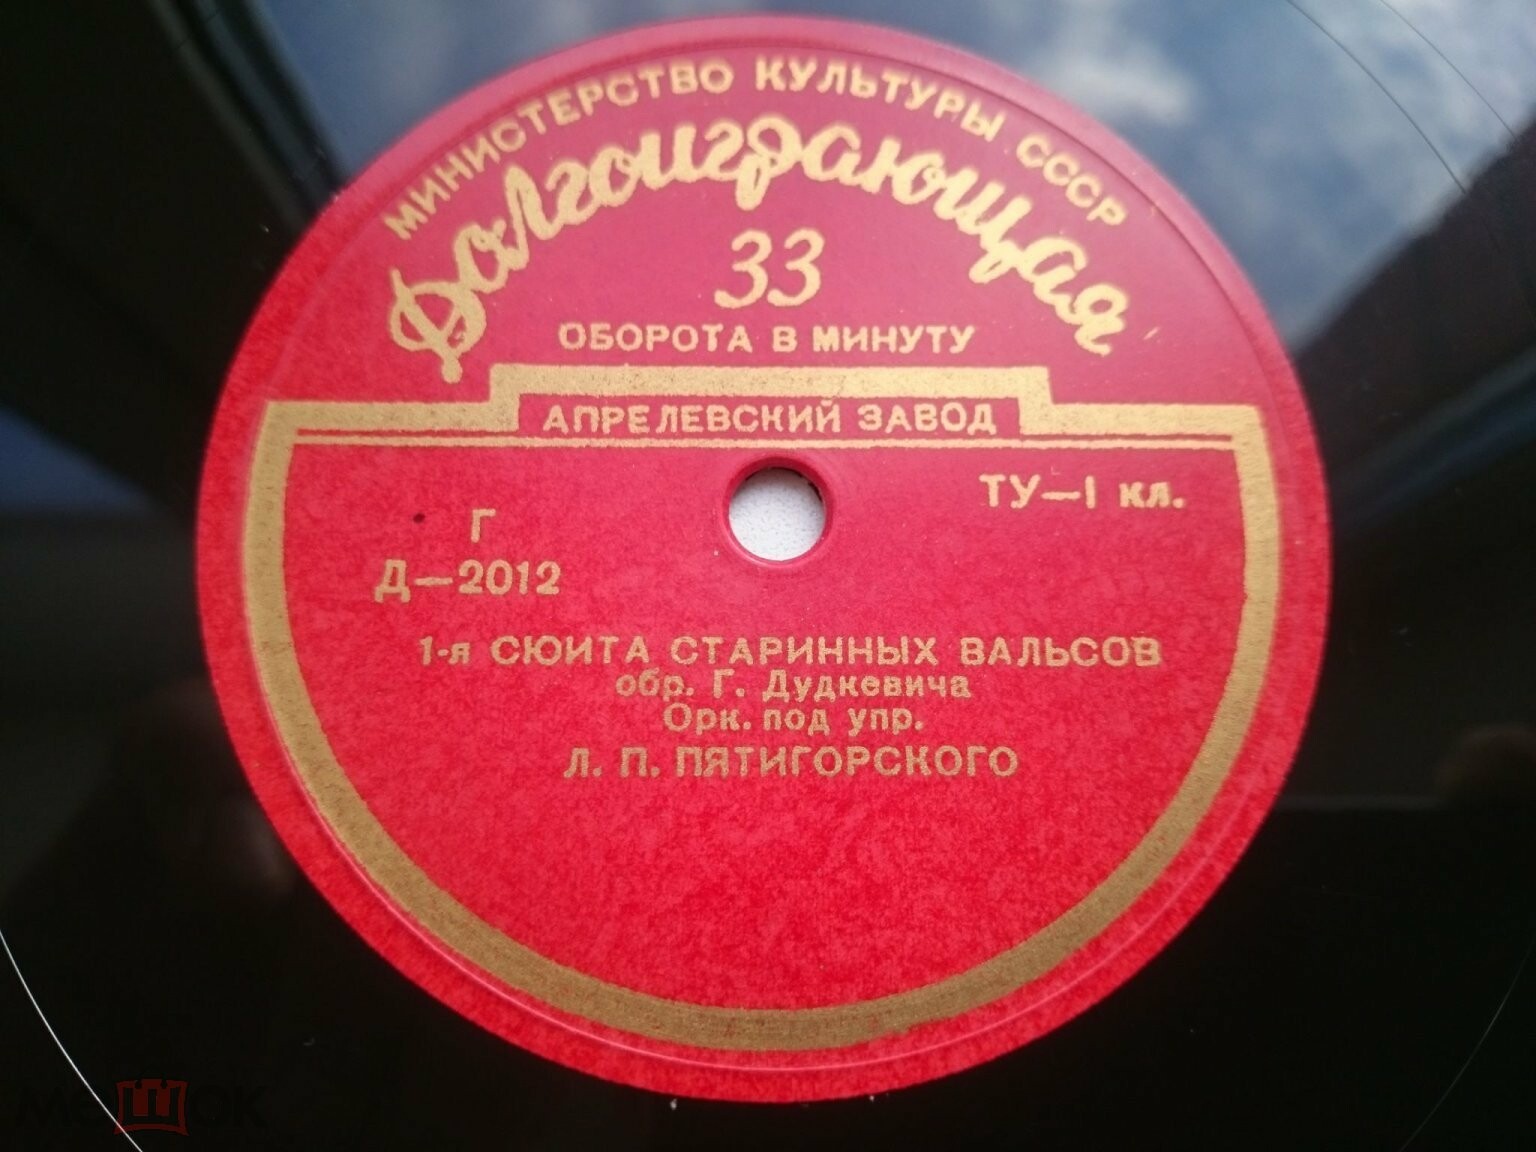 МИНИСТЕРСТВО КУЛЬТУРЫ СССР
Долгоиграющая
33
ОБОРОТА В МИНУТУ
АПРЕЛЕВСКИЙ ЗАВОД
ТУ—I кл.
Г
Д—2012
1-я СЮИТА СТАРИННЫХ ВАЛЬСОВ
обр. Г. Дудкевича
Орк. под упр.
Л. П. ПЯТИГОРСКОГО
мешок